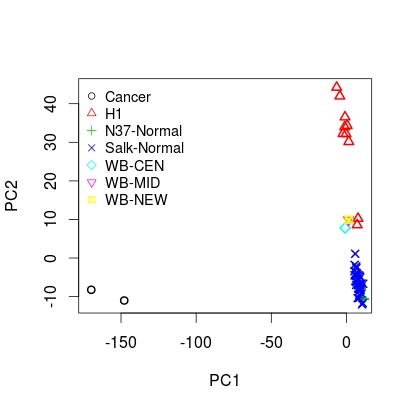 Cancer
H1
N37-Normal
Salk-Normal
WB-CEN
WB-MID
WB-NEW
PC2
40
30
20
10
0
-10
-150
-100
-50
0
PC1